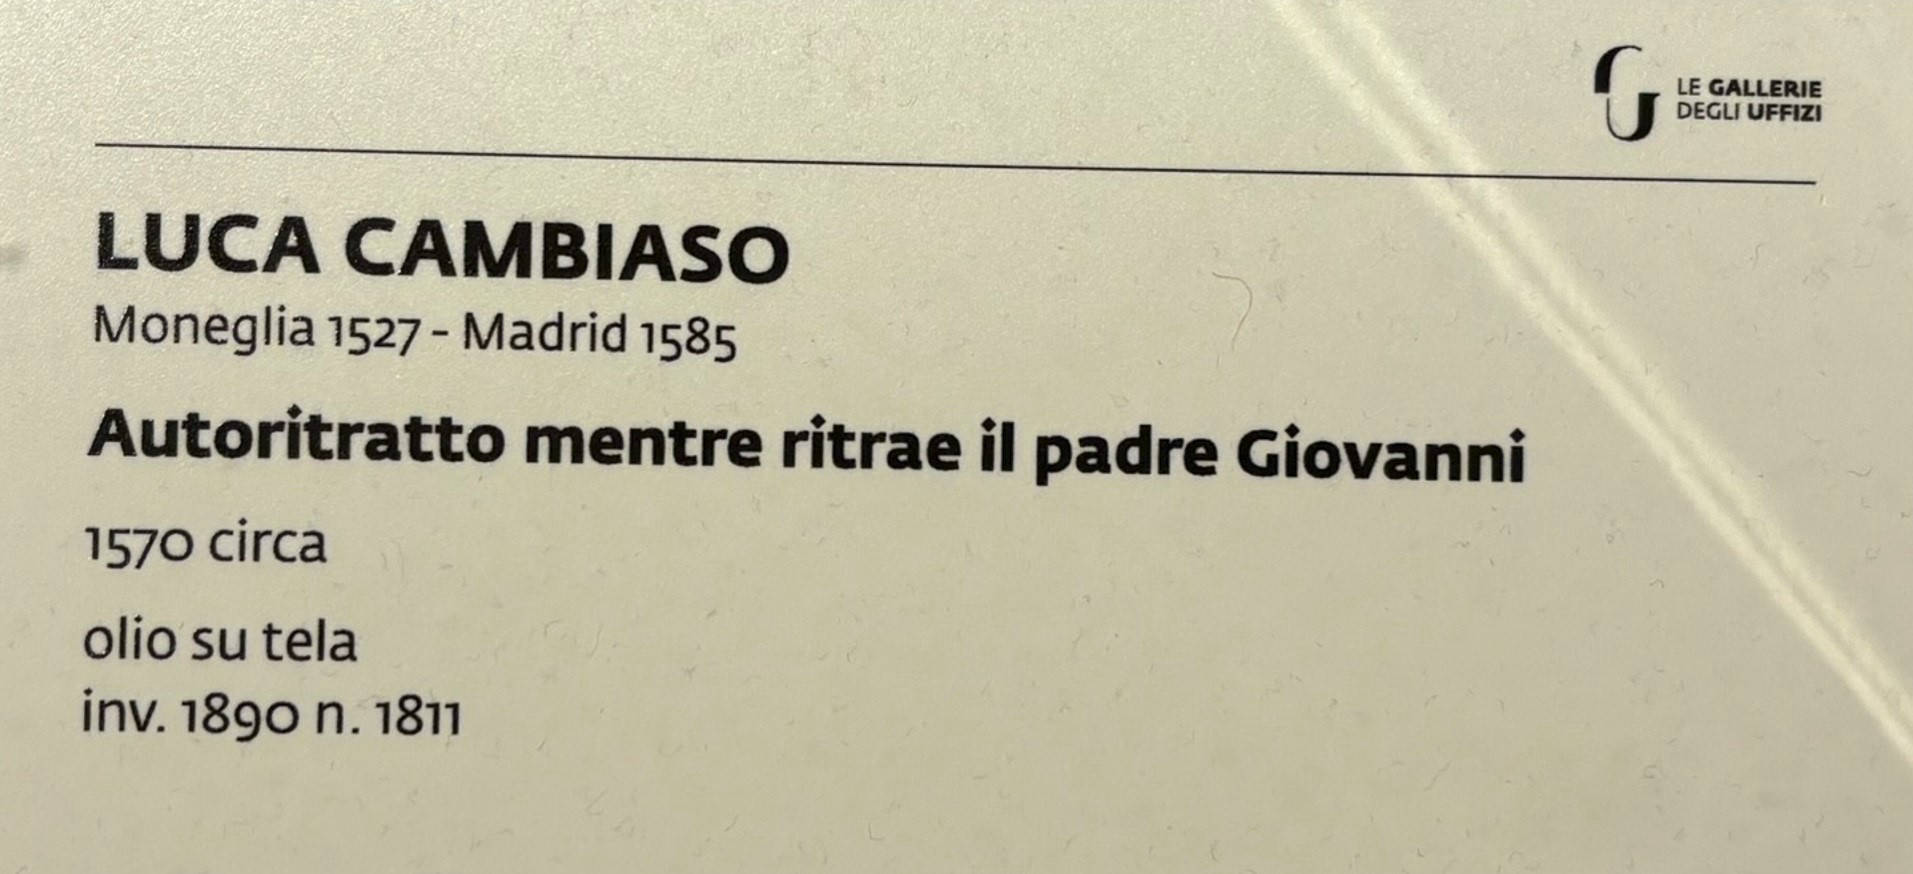 LE GALLERIE
DEGLI UFFIZI
LUCA CAMBIASO
Moneglia 1527 - Madrid 1585
Autoritratto mentre ritrae il padre Giovanni
1570 circa
olio su tela
inv. 1890 n. 1811